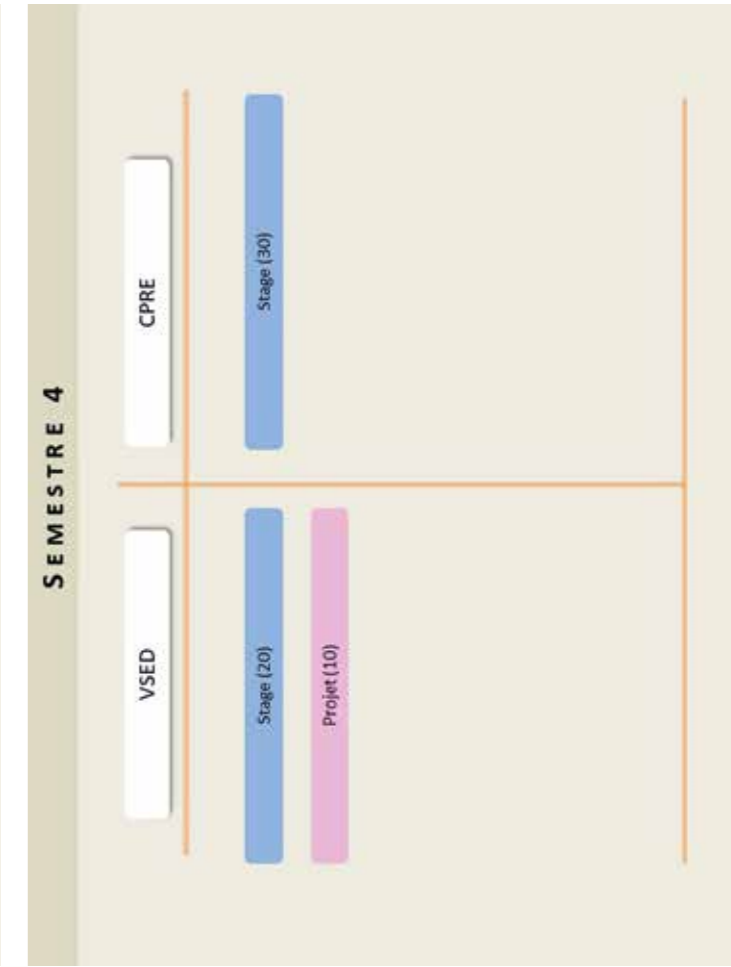 SEMESTRE 4
VSED
CPRE
Stage (20)
Stage (30)
Projet (10)